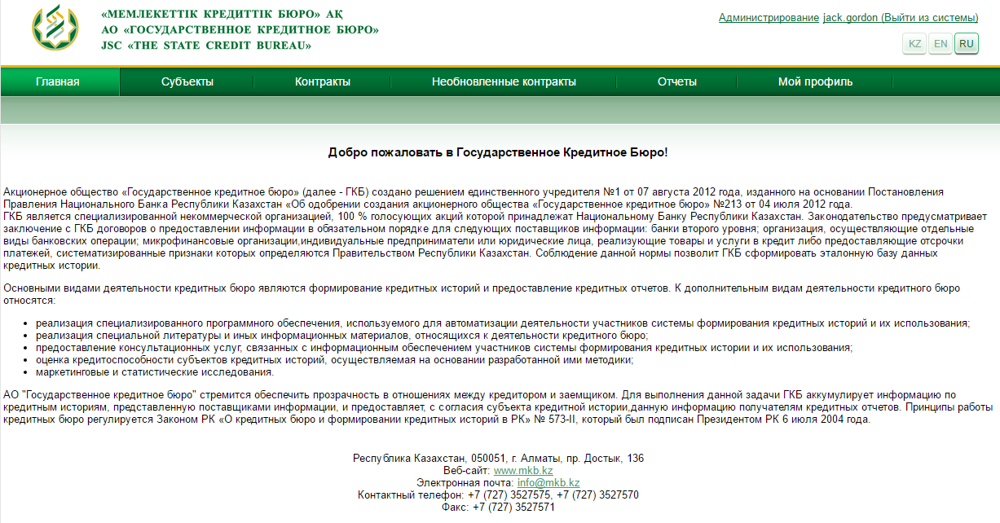 «МЕМЛЕКЕТТІК КРЕДИТТІК БЮРО» АҚ
АО «ГОСУДАРСТВЕННОЕ КРЕДИТНОЕ БЮРО»
JSC «THE STATE CREDIT BUREAU»
Администрирование jack.gordon (Выйти из системы)
KZ EN RU
Главная Субъекты Контракты Необновленные контракты Отчеты Мой профиль
Добро пожаловать в Государственное Кредитное Бюро!
Акционерное общество «Государственное кредитное бюро» (далее - ГКБ) создано решением единственного учредителя №1 от 07 августа 2012 года, изданного на основании Постановления
Правления Национального Банка Республики Казахстан «Об одобрении создания акционерного общества «Государственное кредитное бюро» №213 от 04 июля 2012 года.
ГКБ является специализированной некоммерческой организацией, 100 % голосующих акций которой принадлежат Национальному Банку Республики Казахстан. Законодательство предусматривает
заключение с ГКБ договоров о предоставлении информации в обязательном порядке для следующих поставщиков информации: банки второго уровня; организация, осуществляющие отдельные
виды банковских операции; микрофинансовые организации,индивидуальные предприниматели или юридические лица, реализующие товары и услуги в кредит либо предоставляющие отсрочки
платежей, систематизированные признаки которых определяются Правительством Республики Казахстан. Соблюдение данной нормы позволит ГКБ сформировать эталонную базу данных
кредитных истории.
Основными видами деятельности кредитных бюро являются формирование кредитных историй и предоставление кредитных отчетов. К дополнительным видам деятельности кредитного бюро
относятся:
• реализация специализированного программного обеспечения, используемого для автоматизации деятельности участников системы формирования кредитных историй и их использования;
• реализация специальной литературы и иных информационных материалов, относящихся к деятельности кредитного бюро;
• предоставление консультационных услуг, связанных с информационным обеспечением участников системы формирования кредитных истории и их использования;
• оценка кредитоспособности субъектов кредитных историй, осуществляемая на основании разработанной ими методики;
• маркетинговые и статистические исследования.
АО "Государственное кредитное бюро" стремится обеспечить прозрачность в отношениях между кредитором и заемщиком. Для выполнения данной задачи ГКБ аккумулирует информацию по
кредитным историям, представленную поставщиками информации, и предоставляет, с согласия субъекта кредитной истории,данную информацию получателям кредитных отчетов. Принципы работы
кредитных бюро регулируется Законом РК «О кредитных бюро и формировании кредитных историй в РК» № 573-II, который был подписан Президентом РК 6 июля 2004 года.
Республика Казахстан, 050051, г. Алматы, пр. Достык, 136
Веб-сайт: www.mkb.kz
Электронная почта: info@mkb.kz
Контактный телефон: +7 (727) 3527575, +7 (727) 3527570
Факс: +7 (727) 3527571